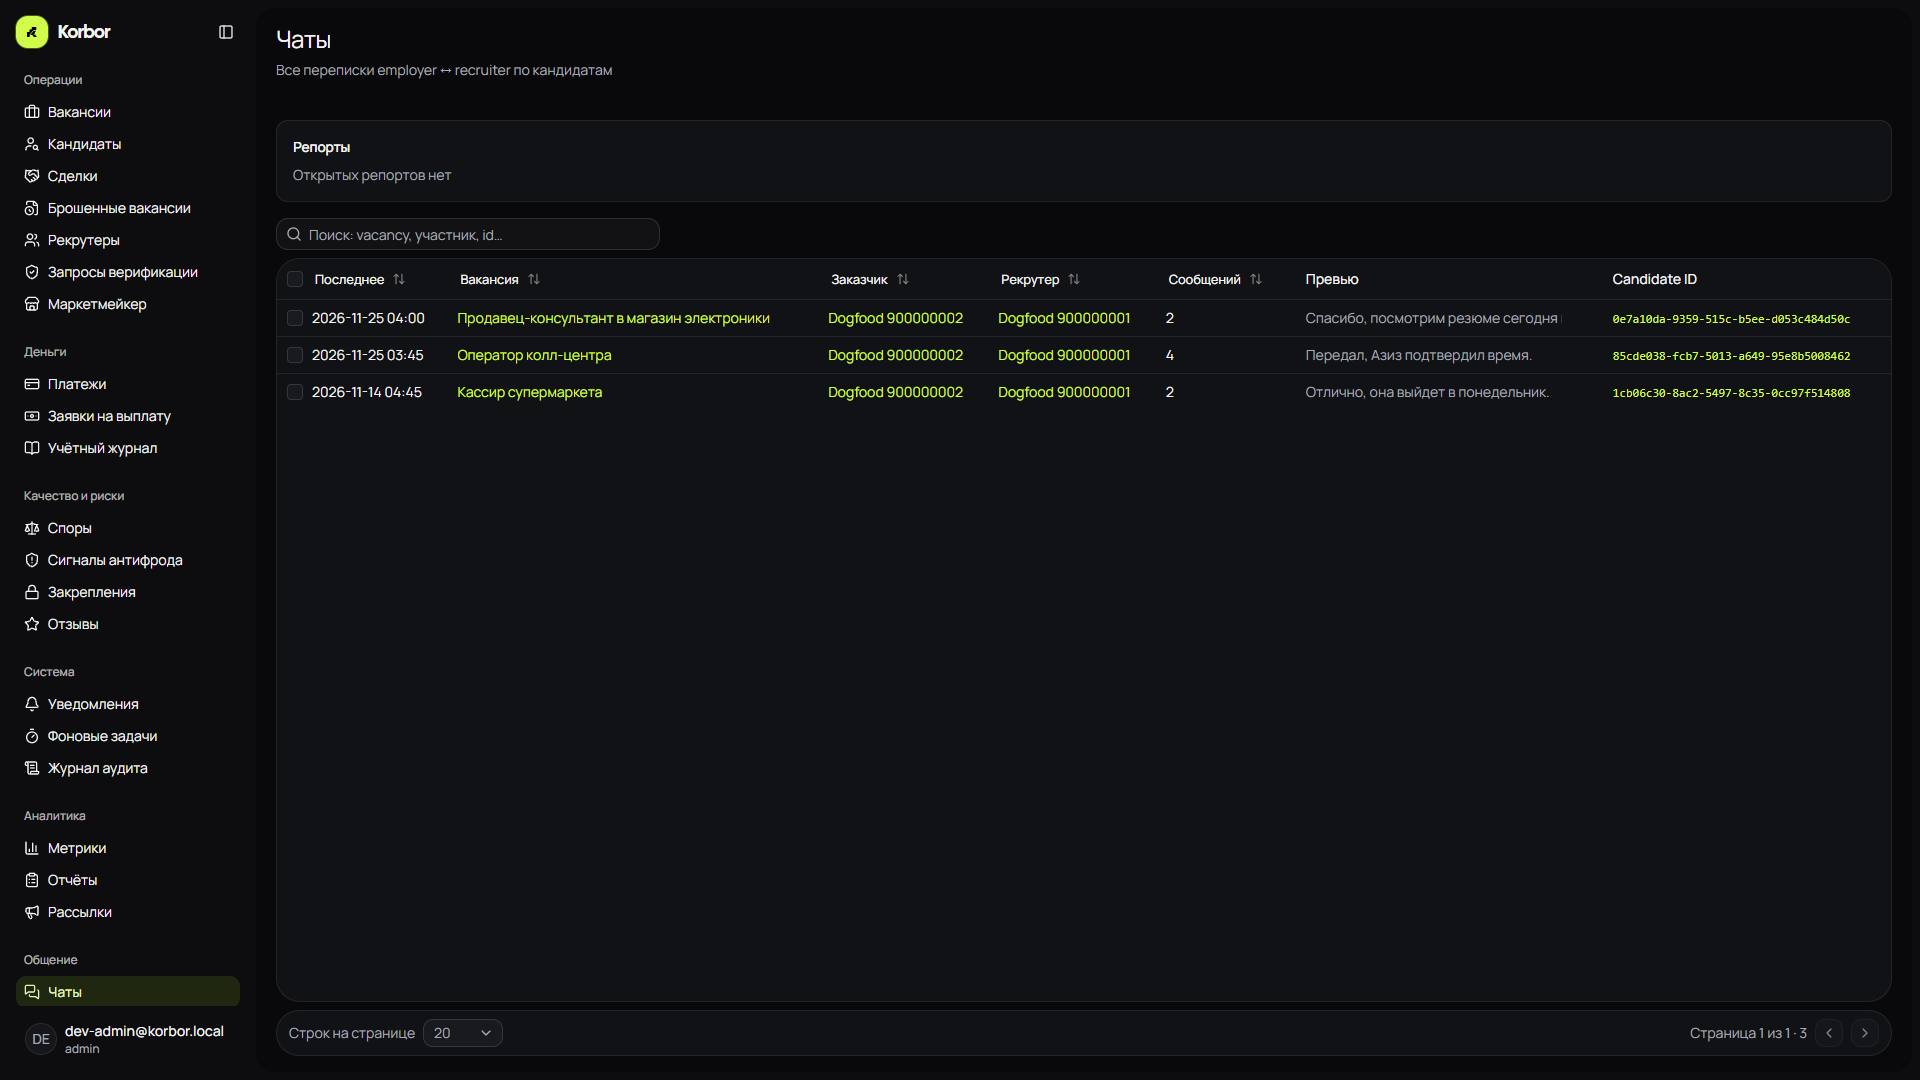 Korbor
Операции
Вакансии
Кандидаты
Сделки
Брошенные вакансии
Рекрутеры
Запросы верификации
Маркетмейкер
Деньги
Платежи
Заявки на выплату
Учётный журнал
Качество и риски
Споры
Сигналы антифрода
Закрепления
Отзывы
Система
Уведомления
Фоновые задачи
Журнал аудита
Аналитика
Метрики
Отчёты
Рассылки
Общение
Чаты
DE
dev-admin@korbor.local
admin
Чаты
Все переписки employer ↔ recruiter по кандидатам
Репорты
Открытых репортов нет
Поиск: vacancy, участник, id...
Последнее Вакансия Заказчик Рекрутер Сообщений Превью Candidate ID
2026-11-25 04:00 Продавец-консультант в магазин электроники Dogfood 900000002 Dogfood 900000001 2 Спасибо, посмотрим резюме сегодня 0e7a10da-9359-515c-b5ee-d053c484d50c
2026-11-25 03:45 Оператор колл-центра Dogfood 900000002 Dogfood 900000001 4 Передал, Азиз подтвердил время. 85cde038-fcb7-5013-a649-95e8b5008462
2026-11-14 04:45 Кассир супермаркета Dogfood 900000002 Dogfood 900000001 2 Отлично, она выйдет в понедельник. 1cb06c30-8ac2-5497-8c35-0cc97f514808
Строк на странице 20
Страница 1 из 1 · 3